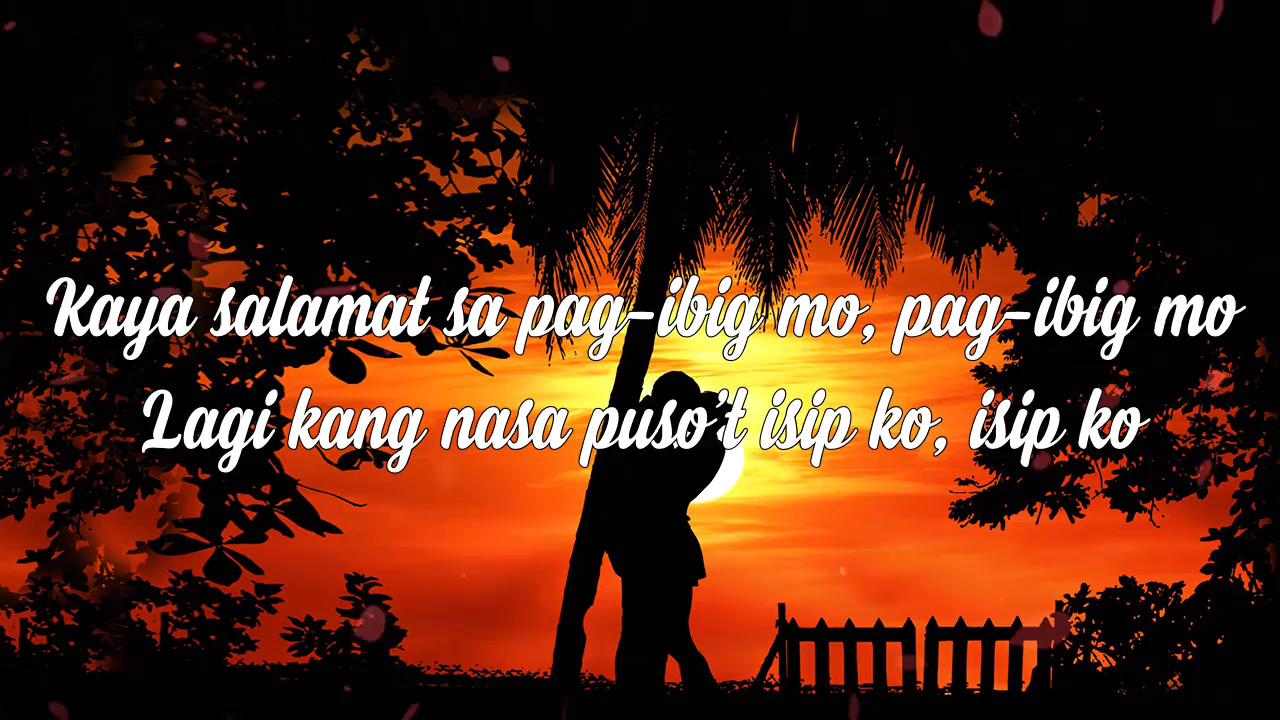 Kaya salamat sa pag-ibig mo, pag-ibig mo
Lagi kang nasa puso't isip ko, isip ko